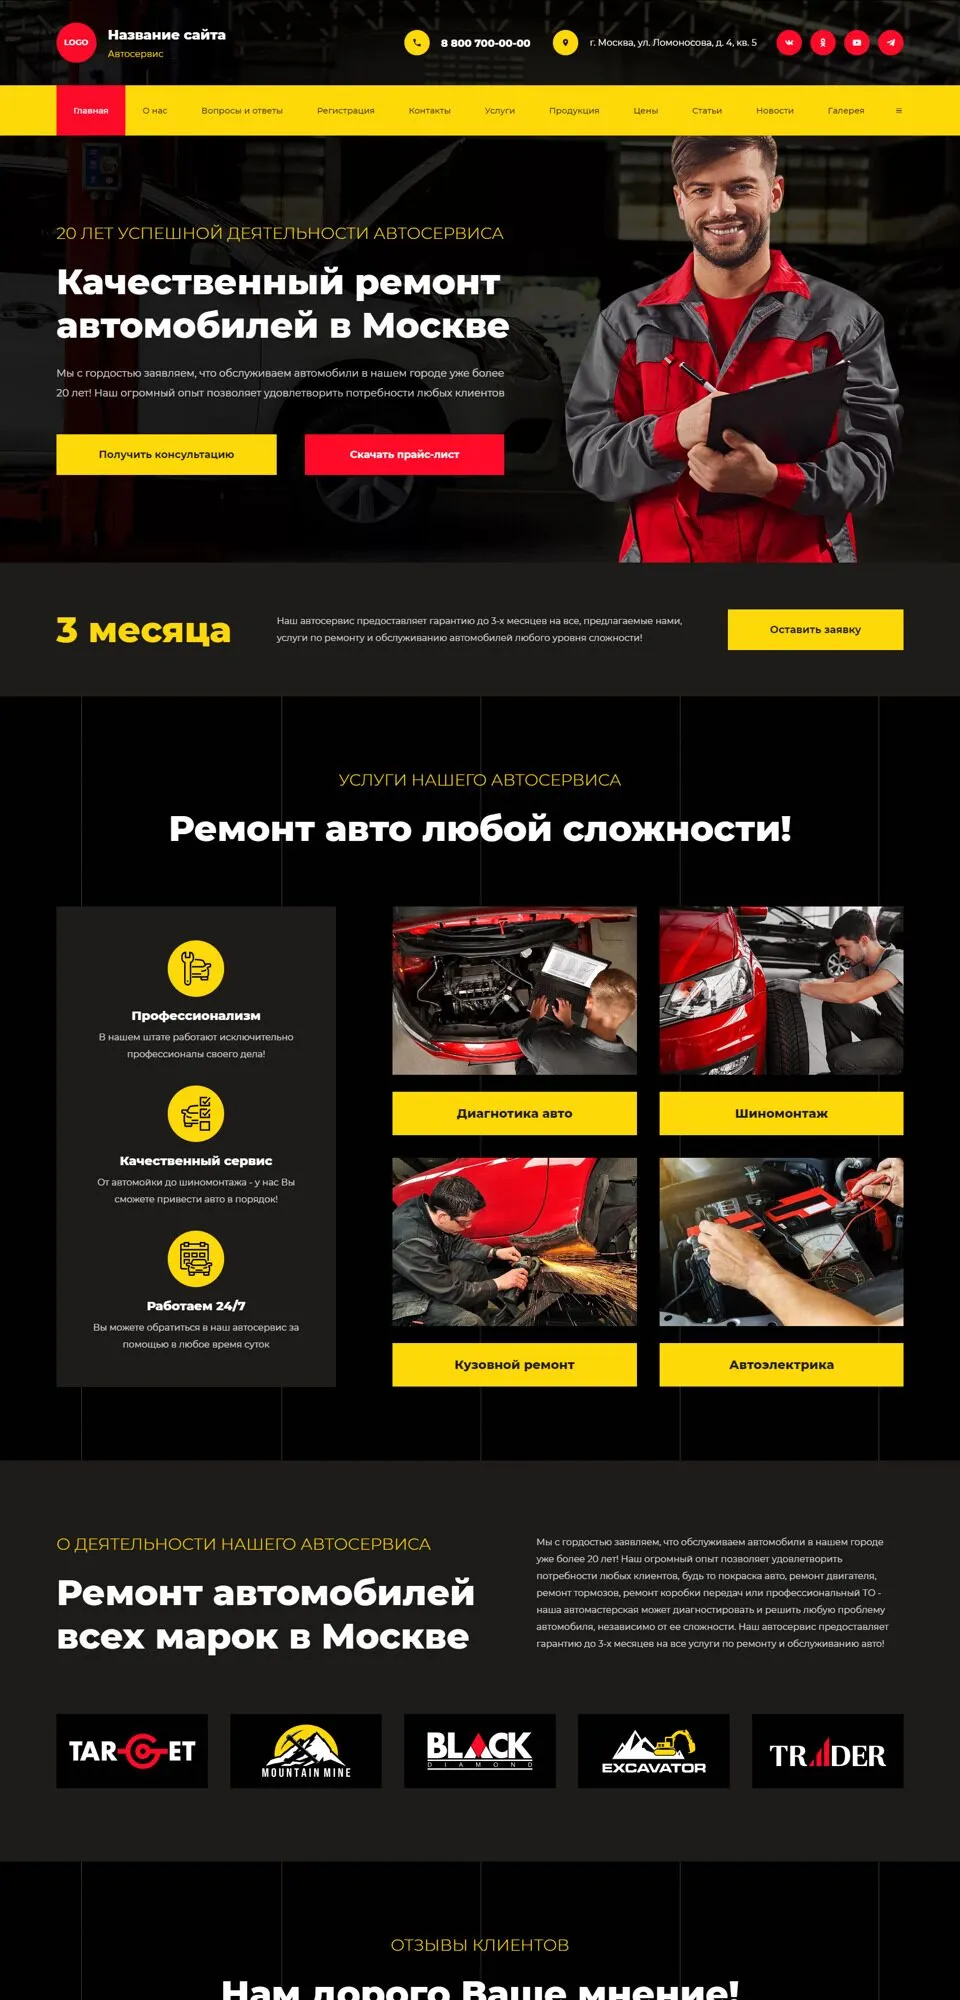 LOGO
Название сайта
Автосервис
8 800 700-00-00
г. Москва, ул. Ломоносова, д. 4, кв. 5
Главная
О нас
Вопросы и ответы
Регистрация
Контакты
Услуги
Продукция
Цены
Статьи
Новости
Галерея
20 ЛЕТ УСПЕШНОЙ ДЕЯТЕЛЬНОСТИ АВТОСЕРВИСА
Качественный ремонт
автомобилей в Москве
Мы с гордостью заявляем, что обслуживаем автомобили в нашем городе уже более
20 лет! Наш огромный опыт позволяет удовлетворить потребности любых клиентов
Получить консультацию
Скачать прайс-лист
3 месяца
Наш автосервис предоставляет гарантию до 3-х месяцев на все, предлагаемые нами,
услуги по ремонту и обслуживанию автомобилей любого уровня сложности!
Оставить заявку
УСЛУГИ НАШЕГО АВТОСЕРВИСА
Ремонт авто любой сложности!
Профессионализм
В нашем штате работают исключительно
профессионалы своего дела!
Качественный сервис
От автомойки до шиномонтажа - у нас Вы
сможете привести авто в порядок!
Работаем 24/7
Вы можете обратиться в наш автосервис за
помощью в любое время суток
Диагнотика авто
Шиномонтаж
Кузовной ремонт
Автоэлектрика
О ДЕЯТЕЛЬНОСТИ НАШЕГО АВТОСЕРВИСА
Ремонт автомобилей
всех марок в Москве
Мы с гордостью заявляем, что обслуживаем автомобили в нашем городе
уже более 20 лет! Наш огромный опыт позволяет удовлетворить
потребности любых клиентов, будь то покраска авто, ремонт двигателя,
ремонт тормозов, ремонт коробки передач или профессиональный ТО -
наша автомастерская может диагностировать и решить любую проблему
автомобиля, независимо от ее сложности. Наш автосервис предоставляет
гарантию до 3-х месяцев на все услуги по ремонту и обслуживанию авто!
TARGET
MOUNTAIN MINE
BLACK
DIAMOND
EXCAVATOR
TRADER
ОТЗЫВЫ КЛИЕНТОВ
Нам дорого Ваше мнение!